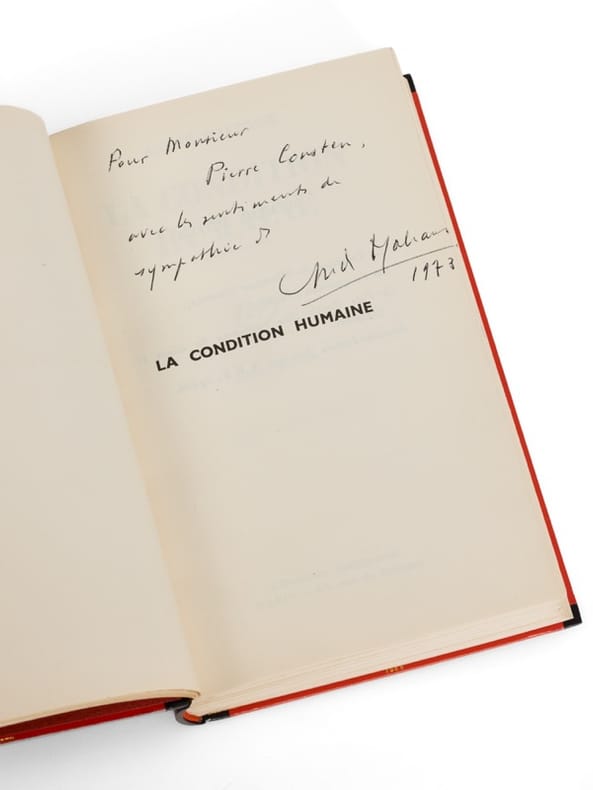 Pour Monsieur
Pierre Consten,
avec les sentiments de
sympathie d'
André Malraux
1973
LA CONDITION HUMAINE